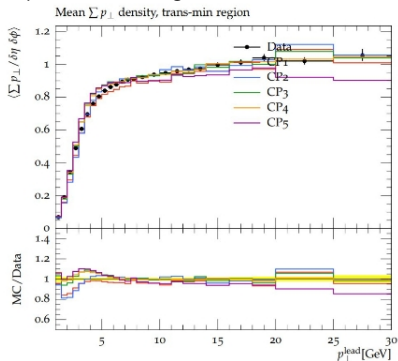 Mean ∑ p⊥ density, trans-min region
⟨∑ p⊥ /δη δϕ⟩
1.2
1
0.8
0.6
0.4
0.2
0
Data
CP1
CP2
CP3
CP4
CP5
MC/Data
1.4
1.2
1.0
0.8
0.6
5 10 15 20 25 30
p⊥^lead [GeV]